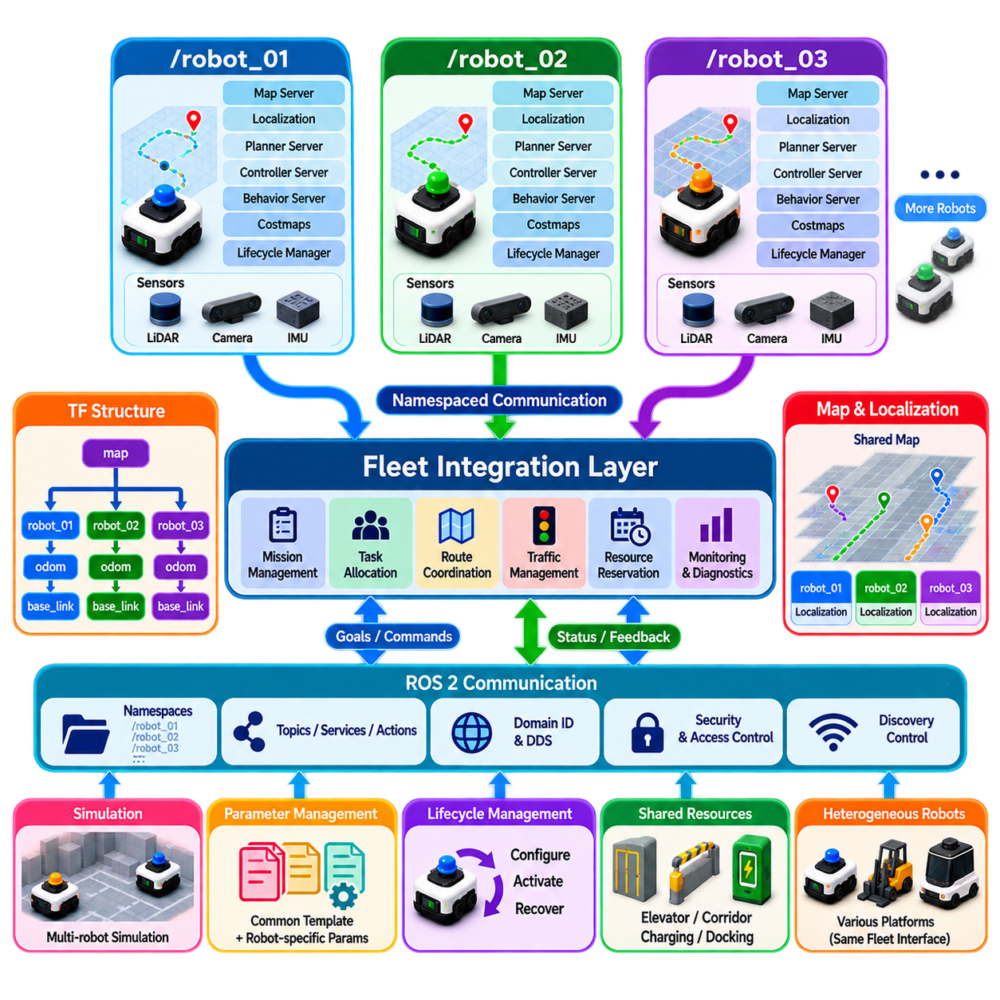 /robot_01
Map Server
Localization
Planner Server
Controller Server
Behavior Server
Costmaps
Lifecycle Manager
Sensors
LiDAR
Camera
IMU
/robot_02
Map Server
Localization
Planner Server
Controller Server
Behavior Server
Costmaps
Lifecycle Manager
Sensors
LiDAR
Camera
IMU
/robot_03
Map Server
Localization
Planner Server
Controller Server
Behavior Server
Costmaps
Lifecycle Manager
Sensors
LiDAR
Camera
IMU
More Robots
Namespaced Communication
TF Structure
map
robot_01
robot_02
robot_03
odom
odom
odom
base_link
base_link
base_link
Fleet Integration Layer
Mission
Management
Task
Allocation
Route
Coordination
Traffic
Management
Resource
Reservation
Monitoring
& Diagnostics
Map & Localization
Shared Map
robot_01
Localization
robot_02
Localization
robot_03
Localization
Goals / Commands
Status / Feedback
ROS 2 Communication
Namespaces
/robot_01
/robot_02
/robot_03
Topics / Services / Actions
Domain ID
& DDS
Security
& Access Control
Discovery
Control
Simulation
Multi-robot Simulation
Parameter Management
Common Template
+ Robot-specific Params
Lifecycle Management
Configure
Activate
Recover
Shared Resources
Elevator / Corridor
Charging / Docking
Heterogeneous Robots
Various Platforms
(Same Fleet Interface)